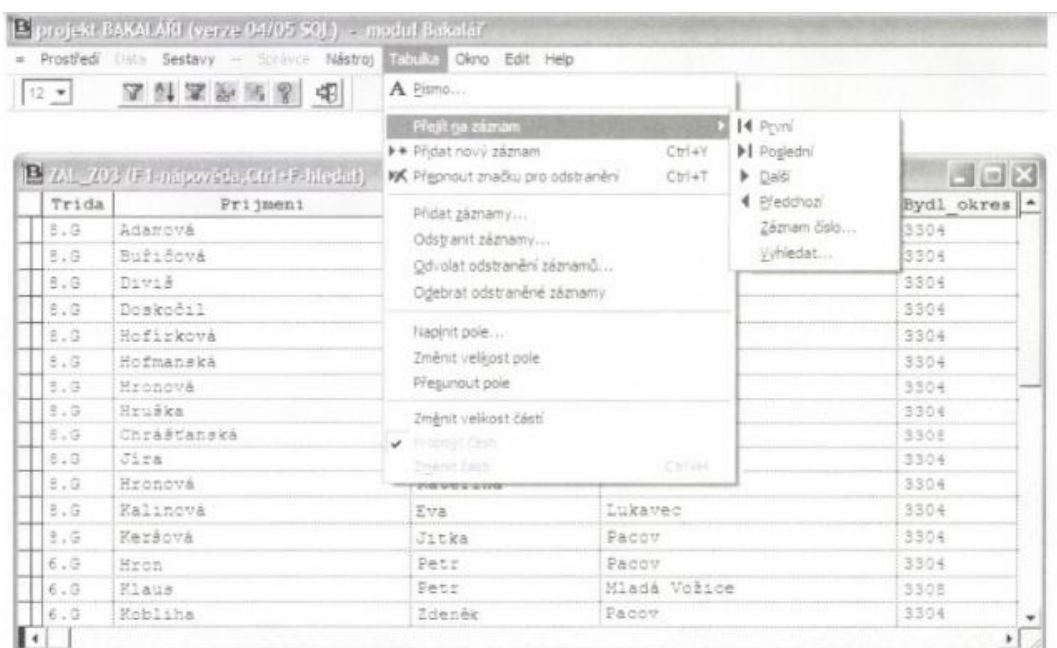 projekt BAKALÁŘI (verze 04/05 SQL) - modul Bakalář
Prostředí Data Sestavy Správce Nástroj Tabulka Okno Edit Help
12
A Písmo...
Přejít na záznam
Přidat nový záznam Ctrl+Y
Přepnout značku pro odstranění Ctrl+T
Přidat záznamy...
Odstranit záznamy...
Odvolat odstranění záznamů...
Odebrat odstraněné záznamy
Naplnit pole...
Změnit velikost pole
Přesunout pole
Změnit velikost částí
Propojit části
Změnit části Ctrl+H
První
Poslední
Další
Předchozí
Záznam číslo...
Vyhledat...
ZAL_Z03 (F1-nápověda,Ctrl+F-hledat)
Trida Prijmeni Bydl_okres
8.G Adamová 3304
8.G Buřičová 3304
8.G Diviš 3304
8.G Doskočil 3304
8.G Hofírková 3304
8.G Hofmanská 3304
8.G Hronová 3304
8.G Hruška 3304
8.G Chrášťanská 3308
8.G Jíra 3304
8.G Hronová Kateřina 3304
8.G Kalinová Eva Lukavec 3304
8.G Keršová Jitka Pacov 3304
6.G Hron Petr Pacov 3304
6.G Klaus Petr Mladá Vožice 3308
6.G Kobliha Zdeněk Pacov 3304